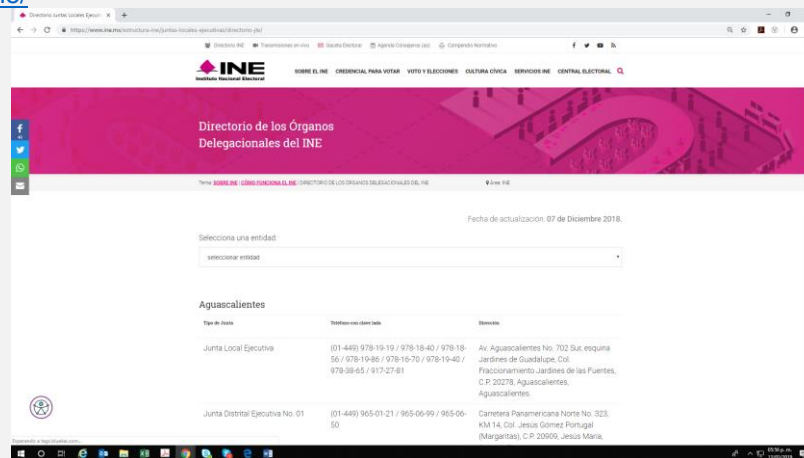 Directorio Juntas Locales Ejecuti
https://www.ine.mx/estructura-ine/juntas-locales-ejecutivas/directorio-jle/
Directorio INE Transmisiones en vivo Gaceta Electoral Agenda Consejeros (as) Compendio Normativo
INE
Instituto Nacional Electoral
SOBRE EL INE CREDENCIAL PARA VOTAR VOTO Y ELECCIONES CULTURA CÍVICA SERVICIOS INE CENTRAL ELECTORAL
Directorio de los Órganos
Delegacionales del INE
Tema: SOBRE INE | CÓMO FUNCIONA EL INE | DIRECTORIO DE LOS ÓRGANOS DELEGACIONALES DEL INE Área: INE
Fecha de actualización: 07 de Diciembre 2018.
Selecciona una entidad:
seleccionar entidad
Aguascalientes
Tipo de Junta Teléfono con clave lada Dirección
Junta Local Ejecutiva
(01-449) 978-19-19 / 978-18-40 / 978-18-
56 / 978-19-86 / 978-16-70 / 978-19-40 /
978-38-65 / 917-27-81
Av. Aguascalientes No. 702 Sur, esquina
Jardines de Guadalupe, Col.
Fraccionamiento Jardines de las Fuentes,
C.P. 20278, Aguascalientes,
Aguascalientes.
Junta Distrital Ejecutiva No. 01
(01-449) 965-01-21 / 965-06-99 / 965-06-
50
Carretera Panamericana Norte No. 323,
KM 14, Col. Jesús Gómez Portugal
(Margaritas), C.P. 20909, Jesús María,
05:50 p. m.